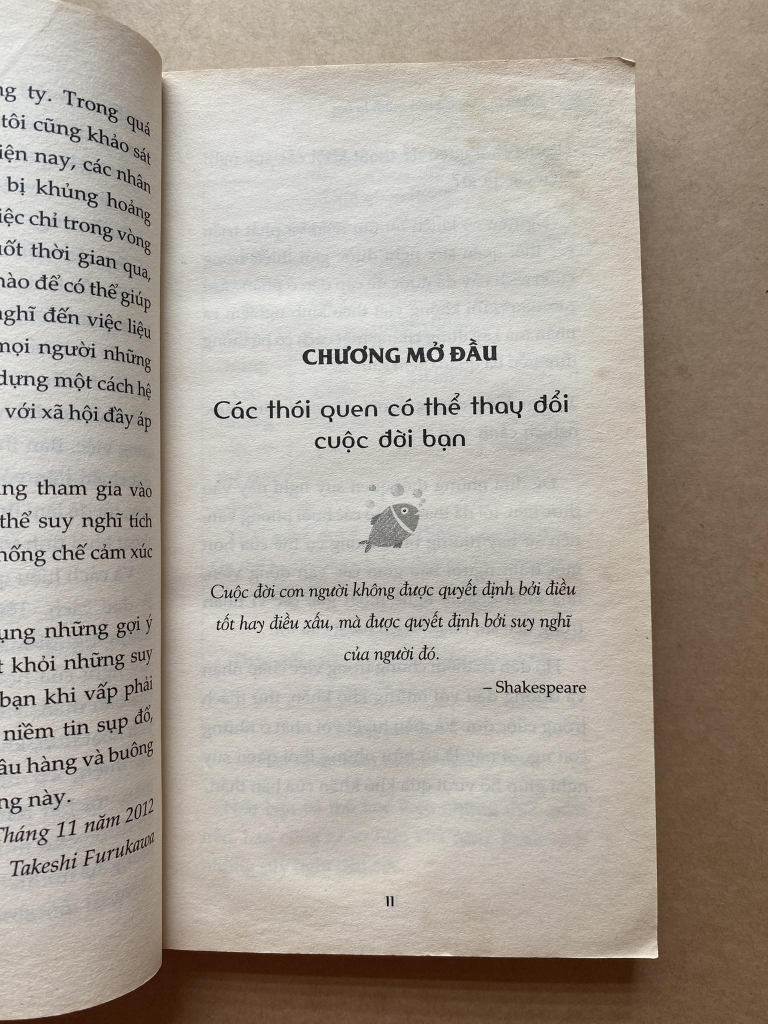 ng ty. Trong quá
tôi cũng khảo sát
iện nay, các nhân
bị khủng hoảng
iệc chỉ trong vòng
uốt thời gian qua,
nào để có thể giúp
nghĩ đến việc liệu
mọi người những
dựng một cách hệ
với xã hội đầy áp
ng tham gia vào
thể suy nghĩ tích
hống chế cảm xúc
ụng những gợi ý
t khỏi những suy
bạn khi vấp phải
niềm tin sụp đổ,
âu hàng và buông
ng này.
Tháng 11 năm 2012
Takeshi Furukawa
CHƯƠNG MỞ ĐẦU
Các thói quen có thể thay đổi
cuộc đời bạn
Cuộc đời con người không được quyết định bởi điều
tốt hay điều xấu, mà được quyết định bởi suy nghĩ
của người đó.
– Shakespeare
11